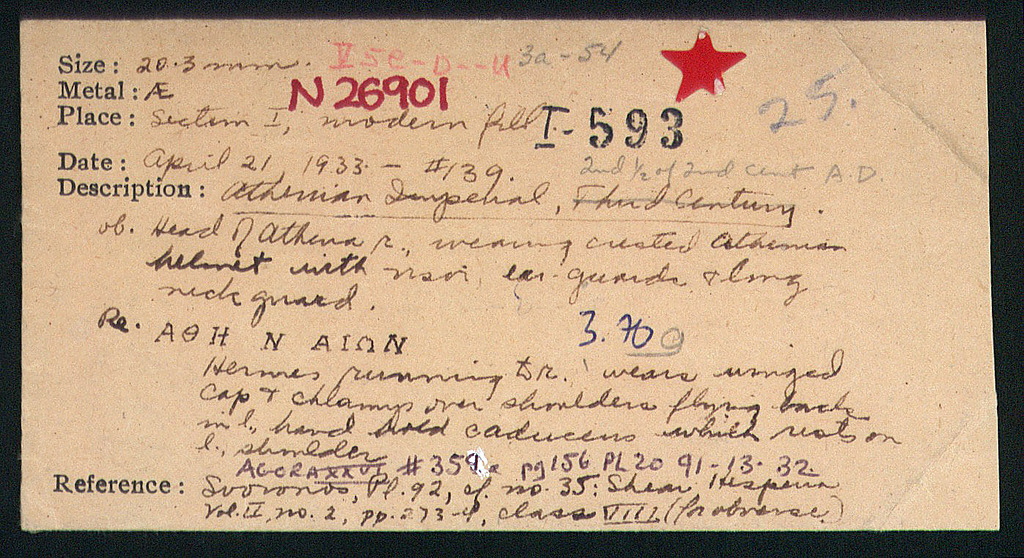 Size: 20.3 mm. V5e-D--U 3a-54
Metal: Æ N 26901
Place: Section I, modern fill I-593 25.
Date: April 21, 1933 - #139. 2nd 1/2 of 2nd cent A.D.
Description: Athenian Imperial, Third Century.
ob. Head of Athena r., wearing crested Athenian
helmet with visor, ear-guards & long
neck guard.
Re. ΑΘΗ Ν ΑΙΩΝ 3.70 g
Hermes running to r. wears winged
cap & chlamys over shoulders flying back
in l. hand hold caduceus which rests on
l. shoulder
AGORA XXVI #359a pg 156 PL 20 91-13-32
Reference: Svoronos, Pl. 92, cf. no. 35: Shear, Hesperia
Vol. II, no. 2, pp. 273-4, class VIII (for obverse)